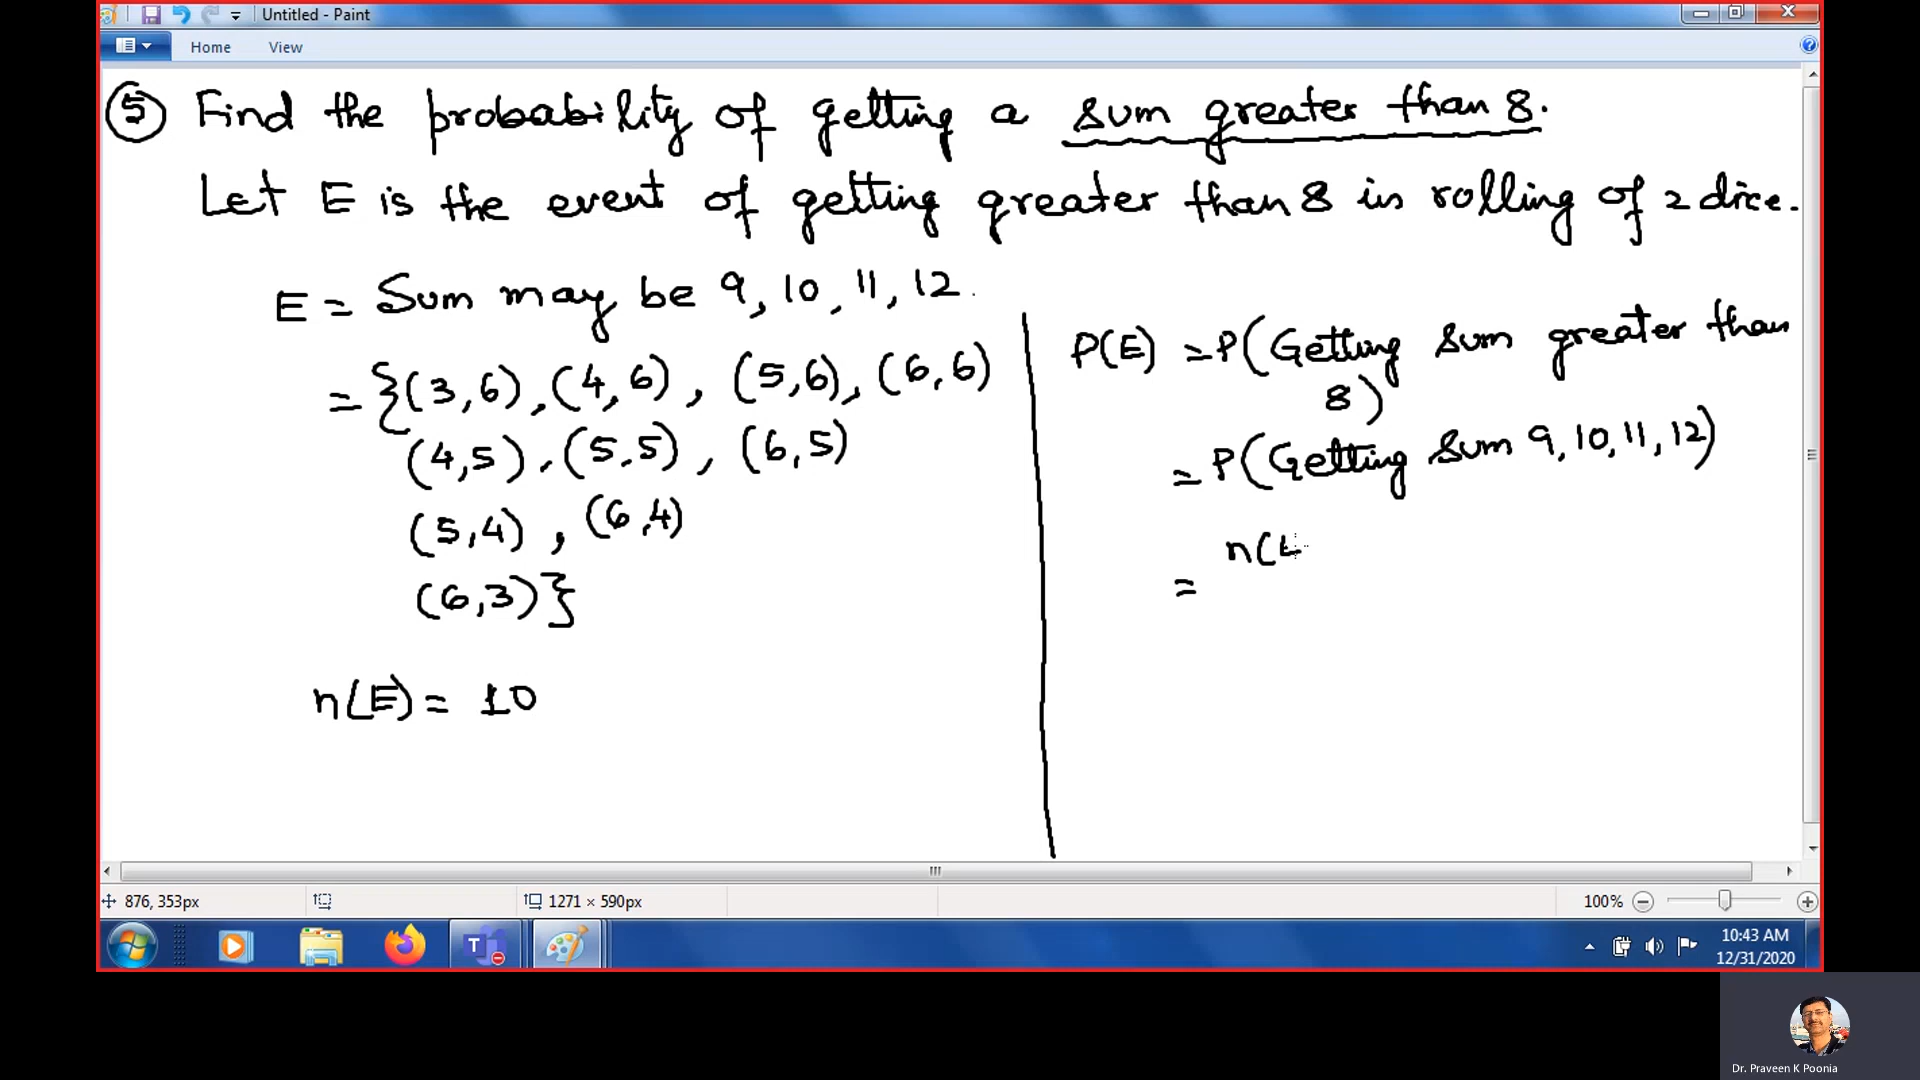 Untitled - Paint
Home View
5 Find the probability of getting a sum greater than 8.
Let E is the event of getting greater than 8 in rolling of 2 dice.
E = Sum may be 9, 10, 11, 12.
= {(3,6), (4,6), (5,6), (6,6)
(4,5), (5,5), (6,5)
(5,4), (6,4)
(6,3)}
n(E) = 10
P(E) = P(Getting sum greater than
8)
= P(Getting sum 9, 10, 11, 12)
n(E
=
876, 353px 1271 × 590px 100%
T 10:43 AM
12/31/2020
Dr. Praveen K Poonia